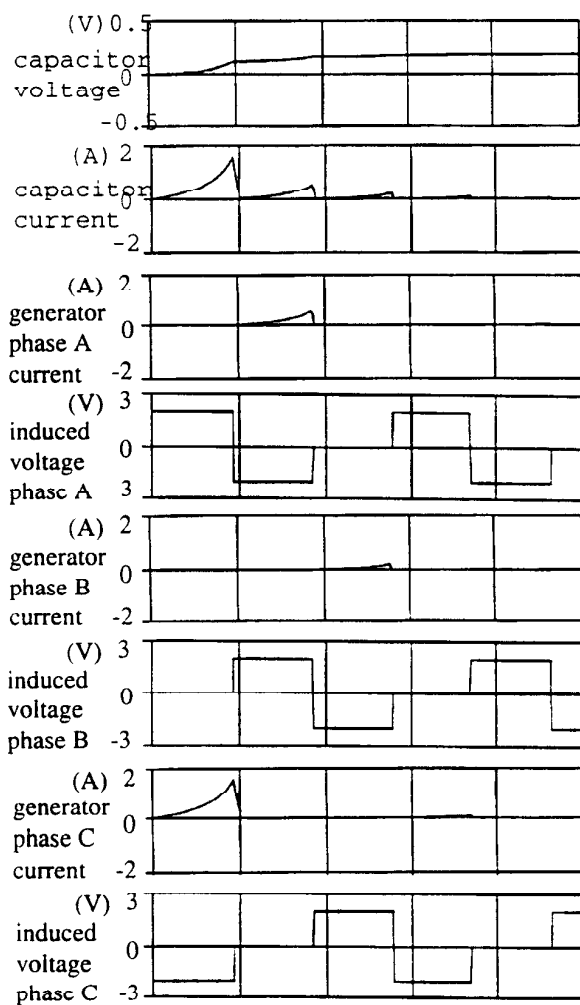 (V) 0.5
capacitor
0
voltage
-0.5
(A) 2
capacitor
0
current
-2
(A) 2
generator
phase A 0
current -2
(V) 3
induced
0
voltage
phase A 3
(A) 2
generator
phase B 0
current -2
(V) 3
induced 0
voltage
phase B -3
(A) 2
generator
phase C 0
current -2
(V) 3
induced 0
voltage
phase C -3